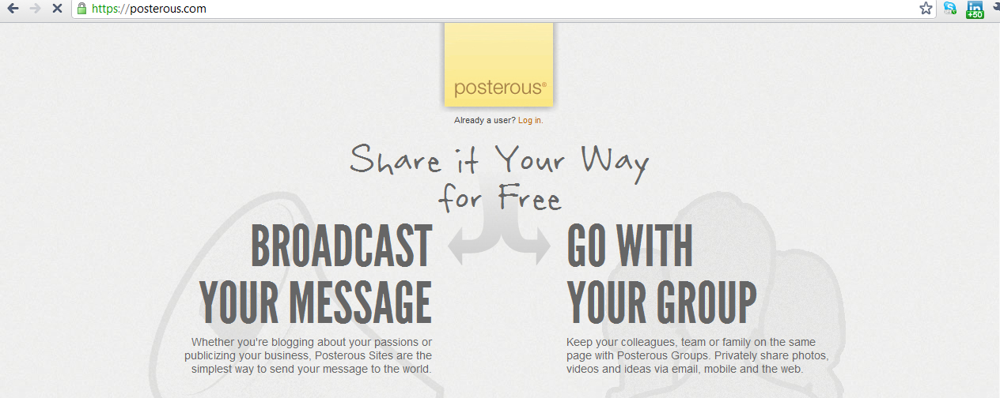 https://posterous.com
in
+50
posterous®
Already a user? Log in.
Share it Your Way
for Free
BROADCAST
YOUR MESSAGE
Whether you're blogging about your passions or
publicizing your business, Posterous Sites are the
simplest way to send your message to the world.
GO WITH
YOUR GROUP
Keep your colleagues, team or family on the same
page with Posterous Groups. Privately share photos,
videos and ideas via email, mobile and the web.